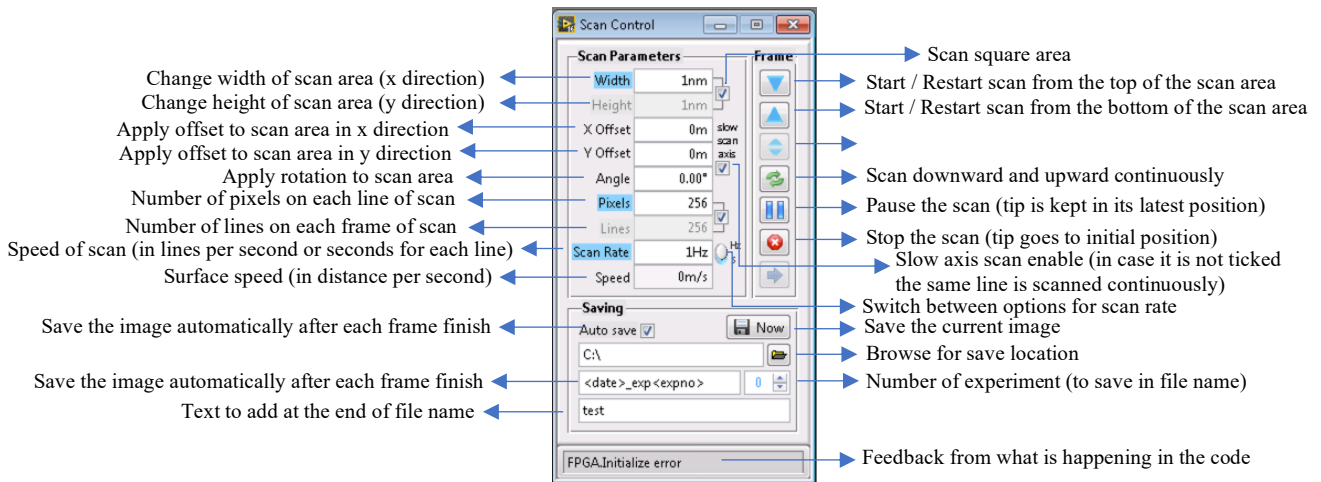 Scan Control
Scan Parameters
Frame
Width 1nm
Height 1nm
X Offset 0m
Y Offset 0m
slow
scan
axis
Angle 0.00°
Pixels 256
Lines 256
Scan Rate 1Hz
Hz
s
Speed 0m/s
Saving
Auto save
Now
C:\
<date>_exp<expno>
0
test
FPGA.Initialize error
Change width of scan area (x direction)
Change height of scan area (y direction)
Apply offset to scan area in x direction
Apply offset to scan area in y direction
Apply rotation to scan area
Number of pixels on each line of scan
Number of lines on each frame of scan
Speed of scan (in lines per second or seconds for each line)
Surface speed (in distance per second)
Save the image automatically after each frame finish
Save the image automatically after each frame finish
Text to add at the end of file name
Scan square area
Start / Restart scan from the top of the scan area
Start / Restart scan from the bottom of the scan area
Scan downward and upward continuously
Pause the scan (tip is kept in its latest position)
Stop the scan (tip goes to initial position)
Slow axis scan enable (in case it is not ticked
the same line is scanned continuously)
Switch between options for scan rate
Save the current image
Browse for save location
Number of experiment (to save in file name)
Feedback from what is happening in the code